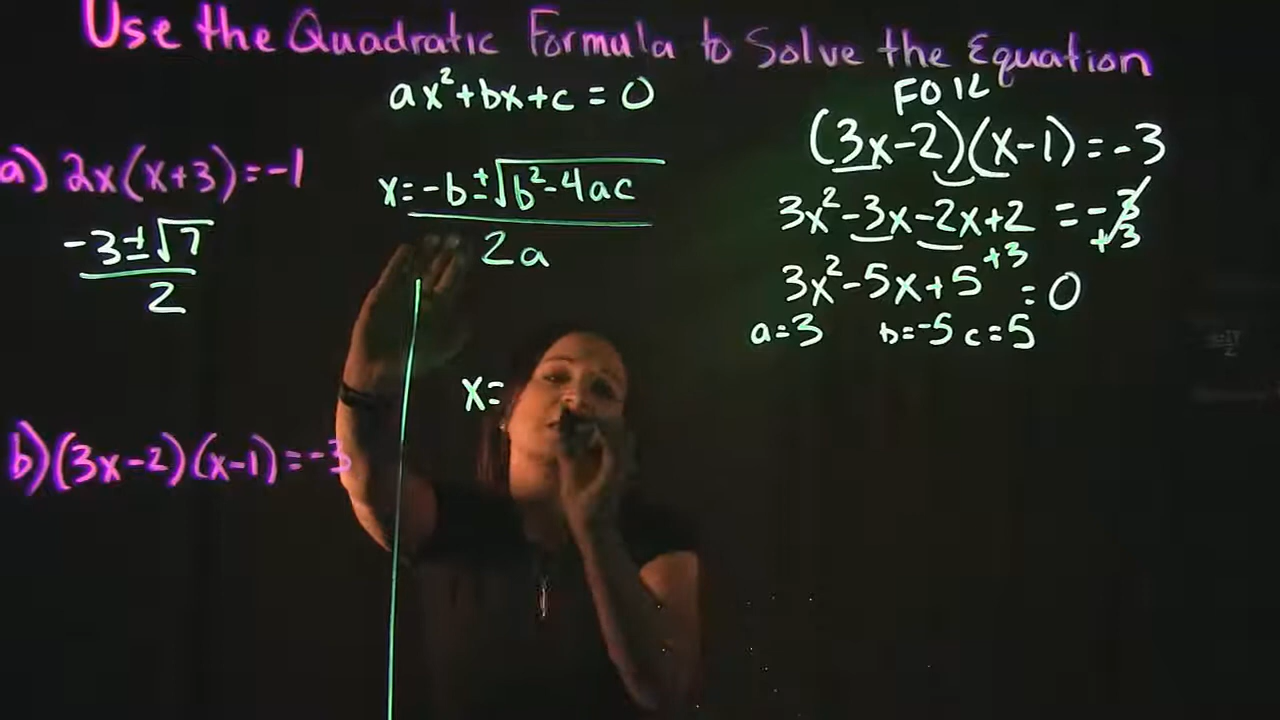 Use the Quadratic Formula to Solve the Equation
ax²+bx+c=0
a) 2x(x+3)=-1
-3±√7
2
x=-b±√b²-4ac
2a
x=
b)(3x-2)(x-1)=-3
FOIL
(3x-2)(x-1)=-3
3x²-3x-2x+2=-3
+3 +3
3x²-5x+5=0
a=3 b=-5 c=5